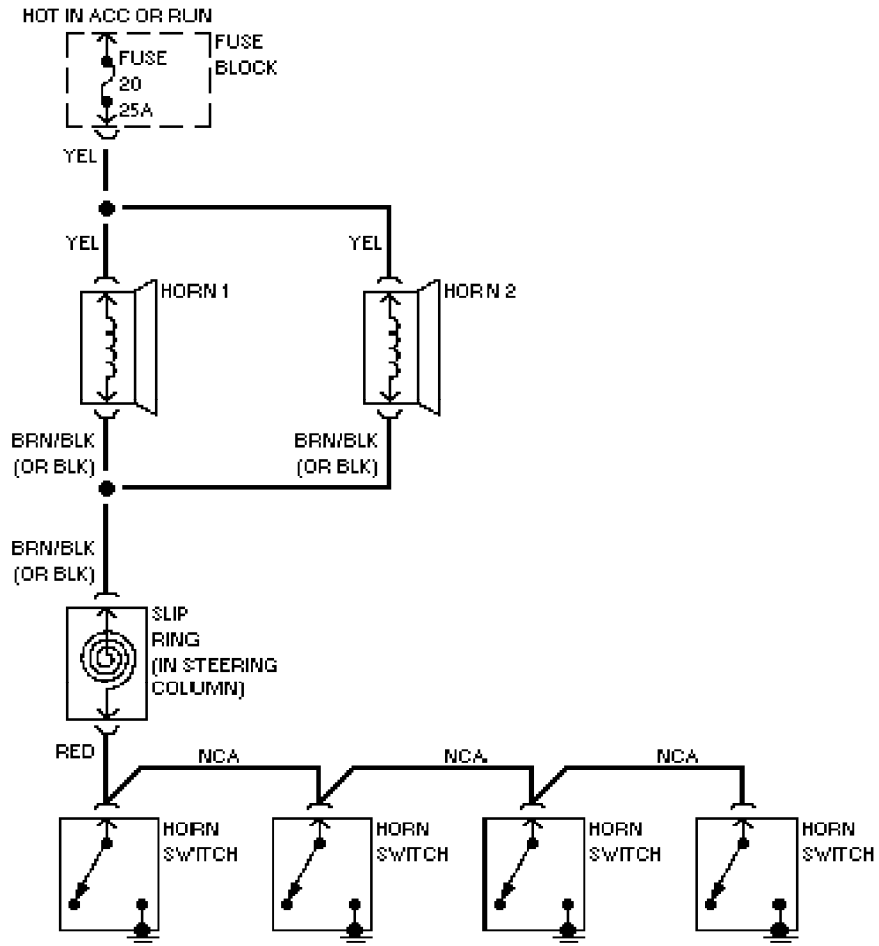 HOT IN ACC OR RUN
FUSE
BLOCK
FUSE
20
25A
YEL
YEL
YEL
HORN 1
HORN 2
BRN/BLK
(OR BLK)
BRN/BLK
(OR BLK)
BRN/BLK
(OR BLK)
SLIP
RING
(IN STEERING
COLUMN)
RED
NCA
NCA
NCA
HORN
SWITCH
HORN
SWITCH
HORN
SWITCH
HORN
SWITCH